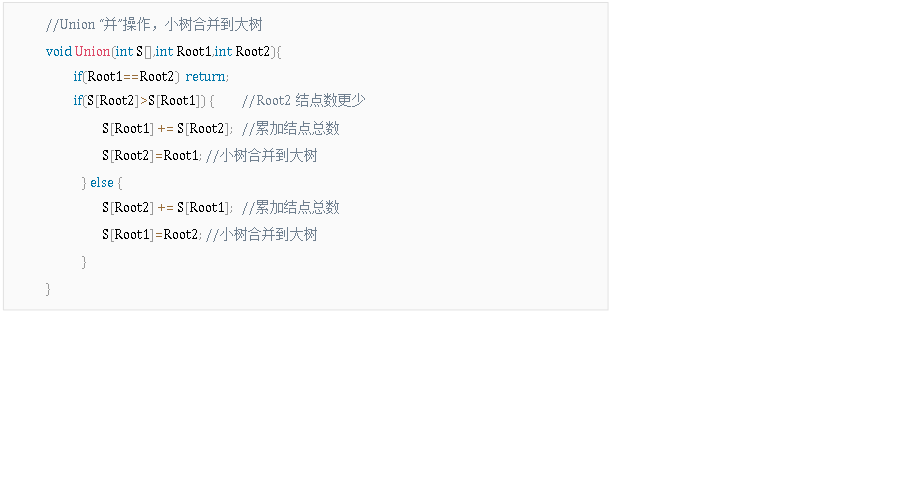 //Union “并”操作，小树合并到大树
void Union(int S[],int Root1,int Root2){
if(Root1==Root2) return;
if(S[Root2]>S[Root1]) { //Root2 结点数更少
S[Root1] += S[Root2]; //累加结点总数
S[Root2]=Root1; //小树合并到大树
} else {
S[Root2] += S[Root1]; //累加结点总数
S[Root1]=Root2; //小树合并到大树
}
}